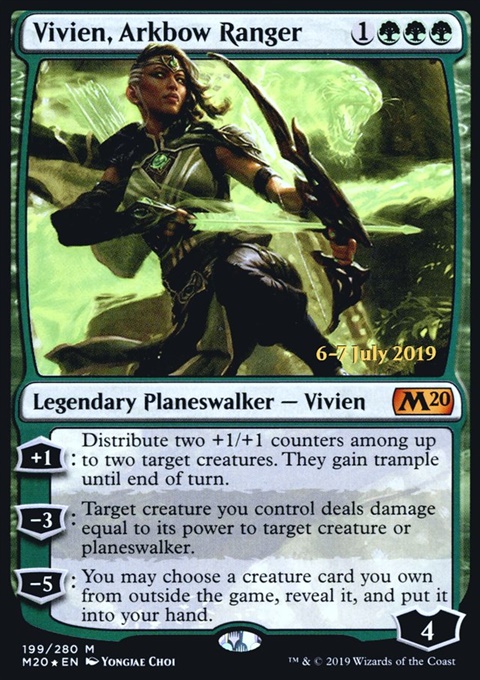 Vivien, Arkbow Ranger 1
6–7 July 2019
Legendary Planeswalker — Vivien M20
+1: Distribute two +1/+1 counters among up
to two target creatures. They gain trample
until end of turn.
−3: Target creature you control deals damage
equal to its power to target creature or
planeswalker.
−5: You may choose a creature card you own
from outside the game, reveal it, and put it
into your hand.
4
199/280 M
M20★EN Yongjae Choi
™ & © 2019 Wizards of the Coast